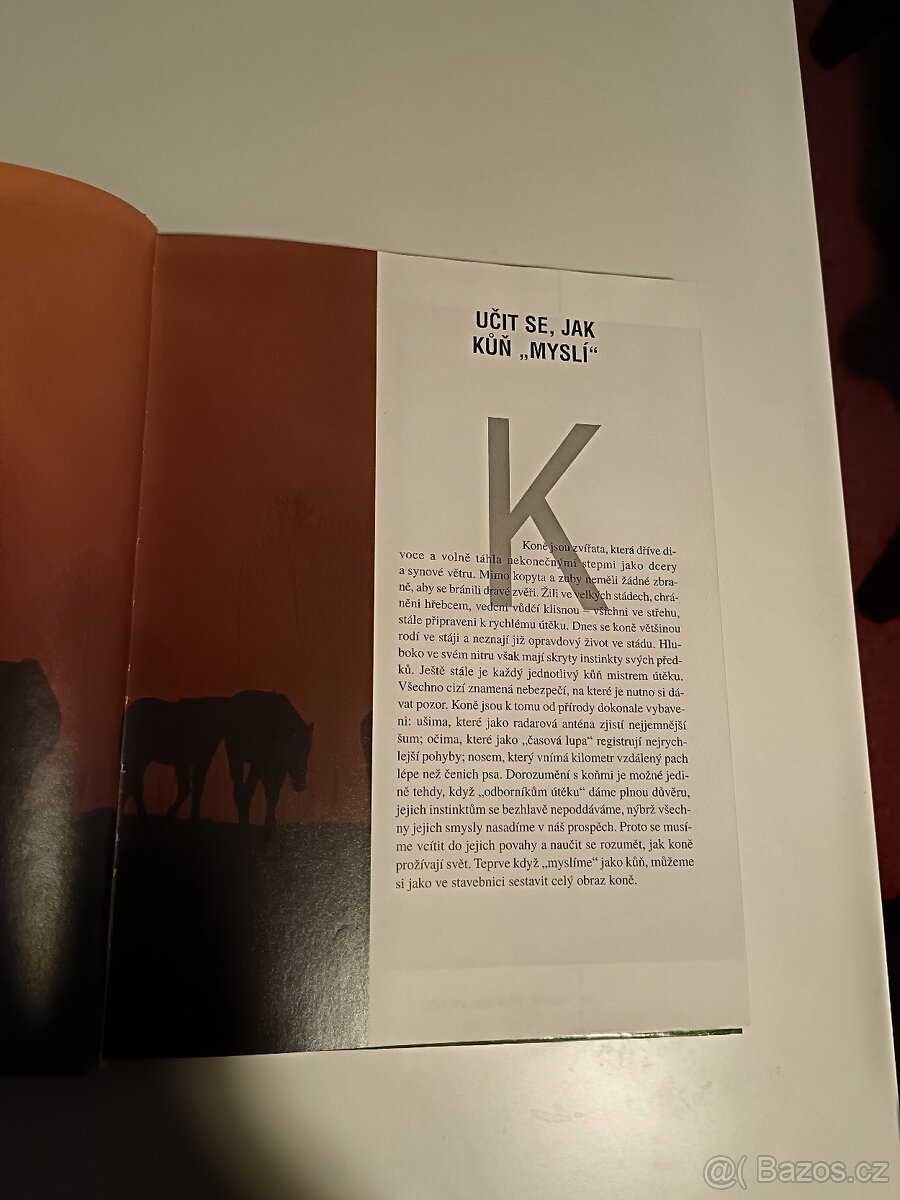 UČIT SE, JAK
KŮŇ „MYSLÍ“
K
Koně jsou zvířata, která dříve di-
voce a volně táhla nekonečnými stepmi jako dcery
a synové větru. Mimo kopyta a zuby neměli žádné zbra-
ně, aby se bránili dravé zvěři. Žili ve velkých stádech, chrá-
něni hřebcem, vedeni vůdčí klisnou – všichni ve střehu,
stále připraveni k rychlému útěku. Dnes se koně většinou
rodí ve stáji a neznají již opravdový život ve stádu. Hlu-
boko ve svém nitru však mají skryty instinkty svých před-
ků. Ještě stále je každý jednotlivý kůň mistrem útěku.
Všechno cizí znamená nebezpečí, na které je nutno si dá-
vat pozor. Koně jsou k tomu od přírody dokonale vybave-
ni: ušima, které jako radarová anténa zjistí nejjemnější
šum; očima, které jako „časová lupa“ registrují nejrych-
lejší pohyby; nosem, který vnímá kilometr vzdálený pach
lépe než čenich psa. Dorozumění s koňmi je možné jedi-
ně tehdy, když „odborníkům útěku“ dáme plnou důvěru,
jejich instinktům se bezhlavě nepoddáváme, nýbrž všech-
ny jejich smysly nasadíme v náš prospěch. Proto se musí-
me vcítit do jejich povahy a naučit se rozumět, jak koně
prožívají svět. Teprve když „myslíme“ jako kůň, můžeme
si jako ve stavebnici sestavit celý obraz koně.
@( Bazos.cz